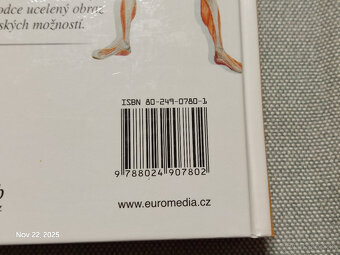 odce ucelený obraz
ských možností.
ISBN 80-249-0780-1
9 788024 907802
www.euromedia.cz
Nov 22, 2025